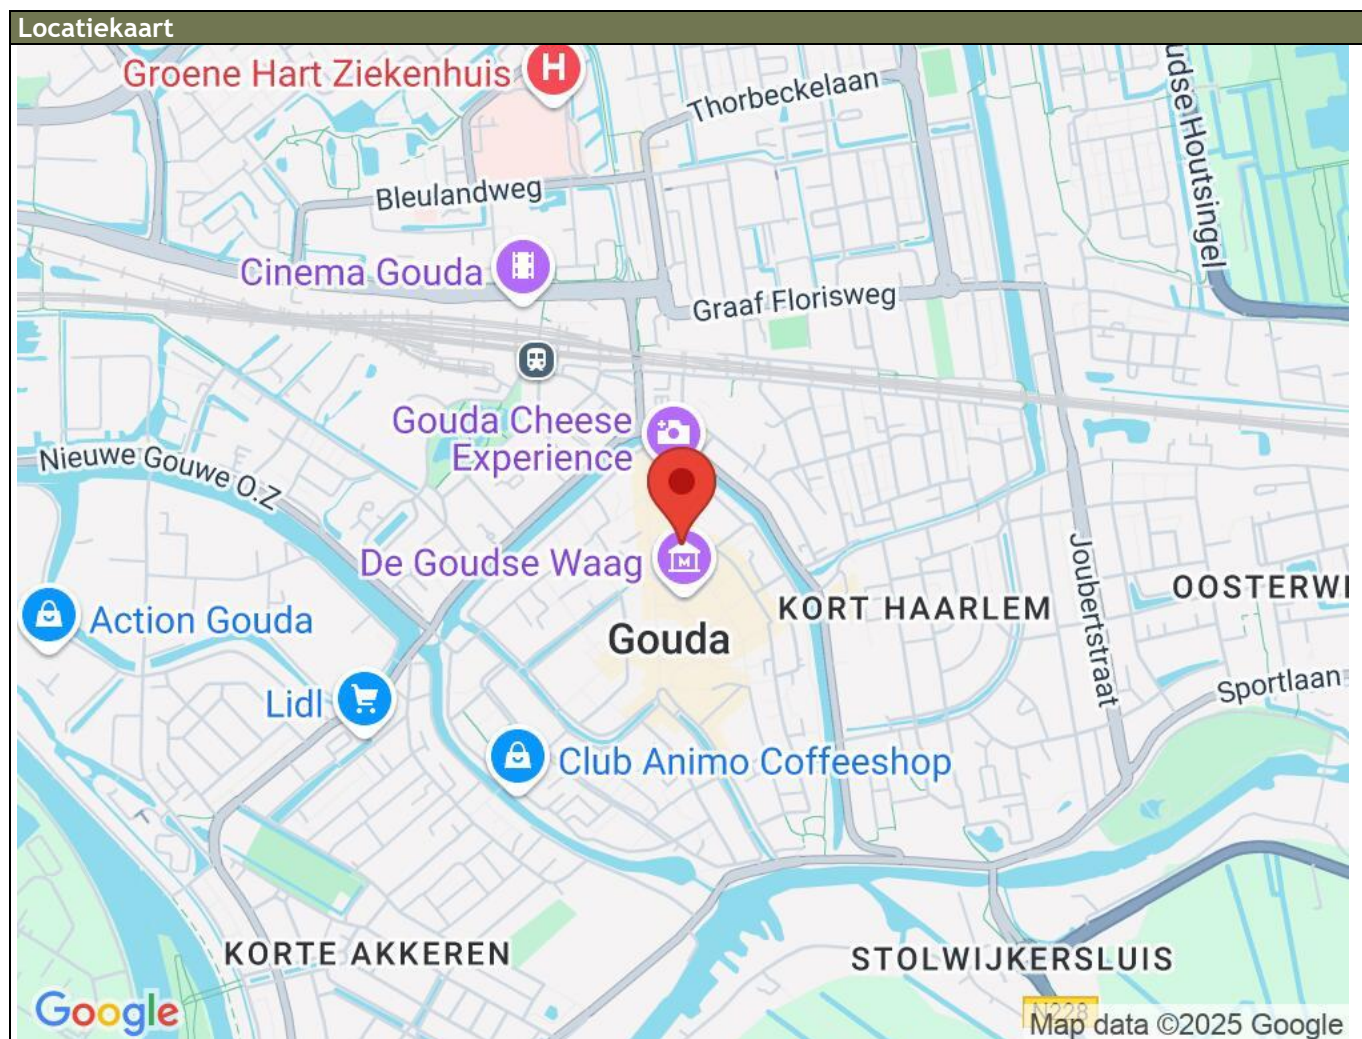 Locatiekaart
Groene Hart Ziekenhuis
H
Thorbeckelaan
udse Houtsingel
Bleulandweg
Cinema Gouda
Graaf Florisweg
Gouda Cheese
Experience
Nieuwe Gouwe O.Z
De Goudse Waag
M
Joubertstraat
OOSTERWI
Action Gouda
KORT HAARLEM
Gouda
Sportlaan
Lidl
Club Animo Coffeeshop
KORTE AKKEREN
STOLWIJKERSLUIS
Google
N228
Map data ©2025 Google